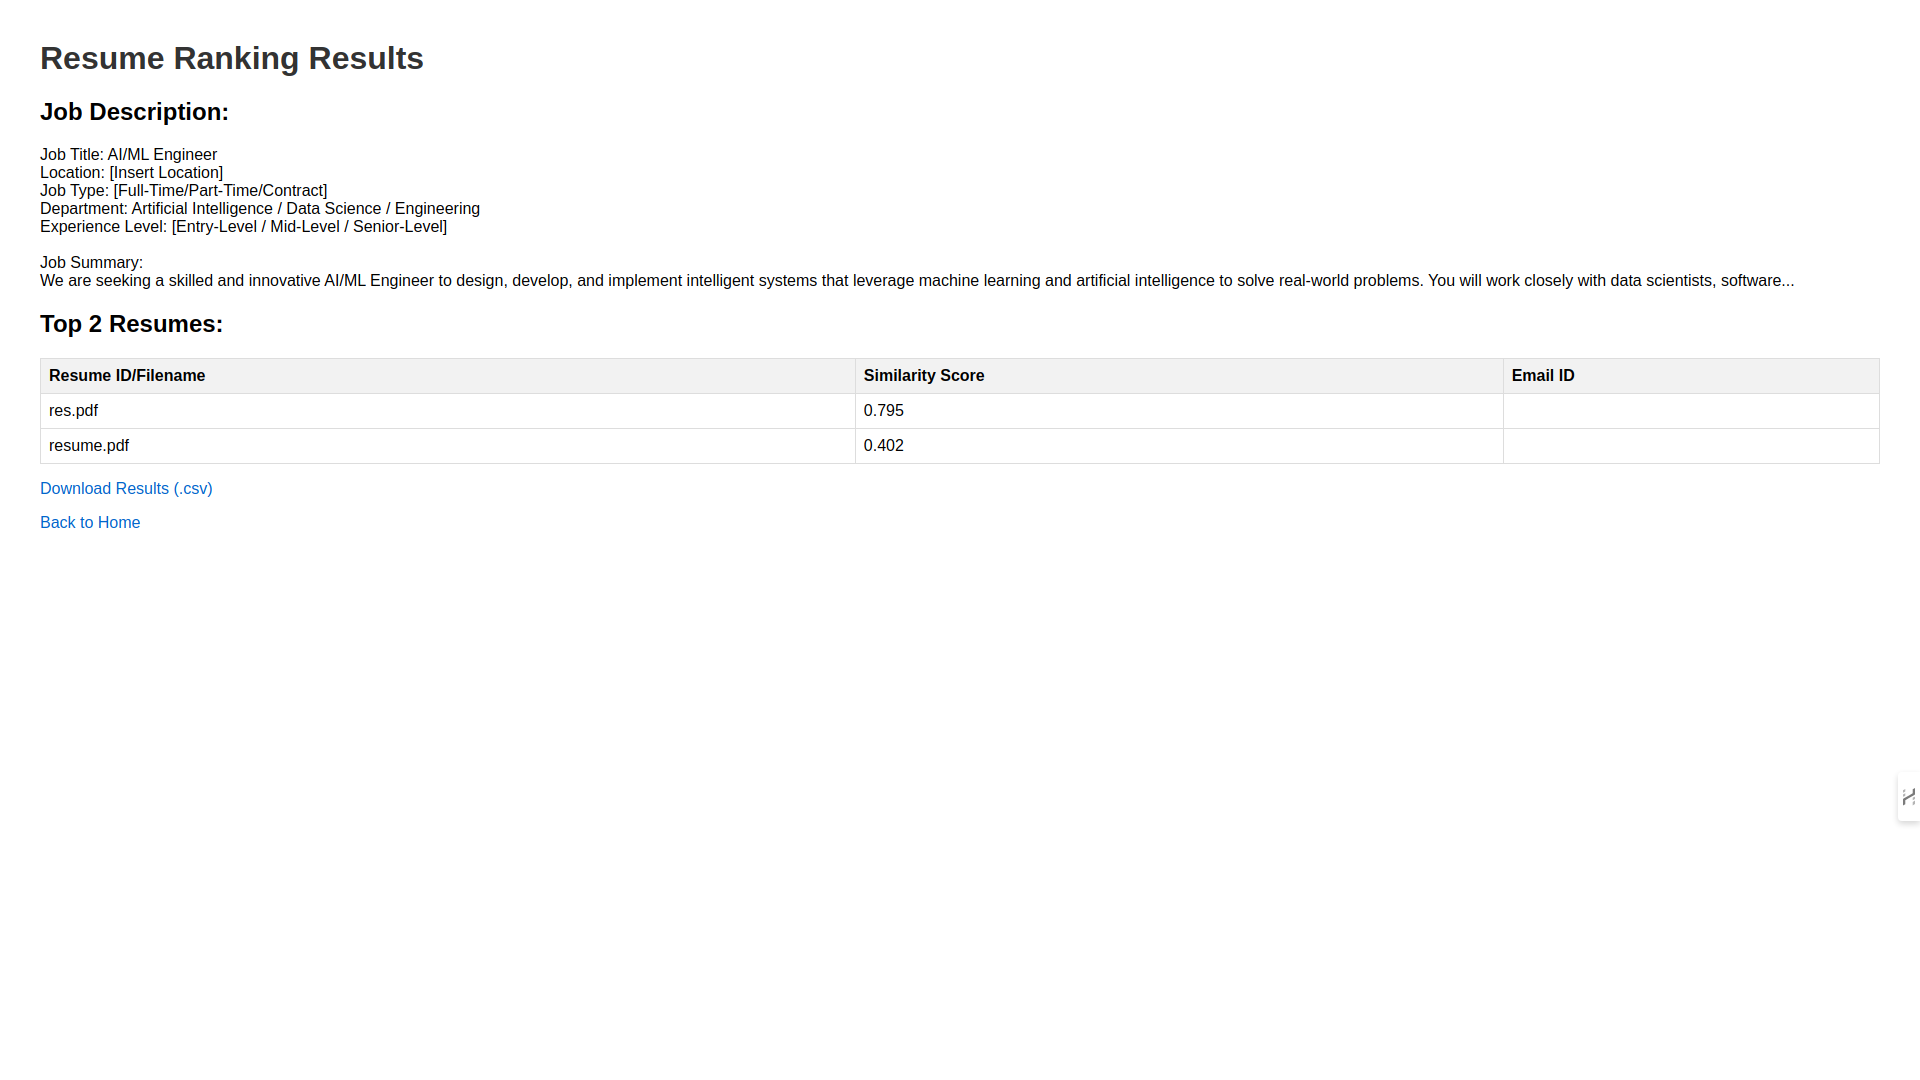 Resume Ranking Results
Job Description:
Job Title: AI/ML Engineer
Location: [Insert Location]
Job Type: [Full-Time/Part-Time/Contract]
Department: Artificial Intelligence / Data Science / Engineering
Experience Level: [Entry-Level / Mid-Level / Senior-Level]
Job Summary:
We are seeking a skilled and innovative AI/ML Engineer to design, develop, and implement intelligent systems that leverage machine learning and artificial intelligence to solve real-world problems. You will work closely with data scientists, software...
Top 2 Resumes:
Resume ID/Filename Similarity Score Email ID
res.pdf 0.795
resume.pdf 0.402
Download Results (.csv)
Back to Home